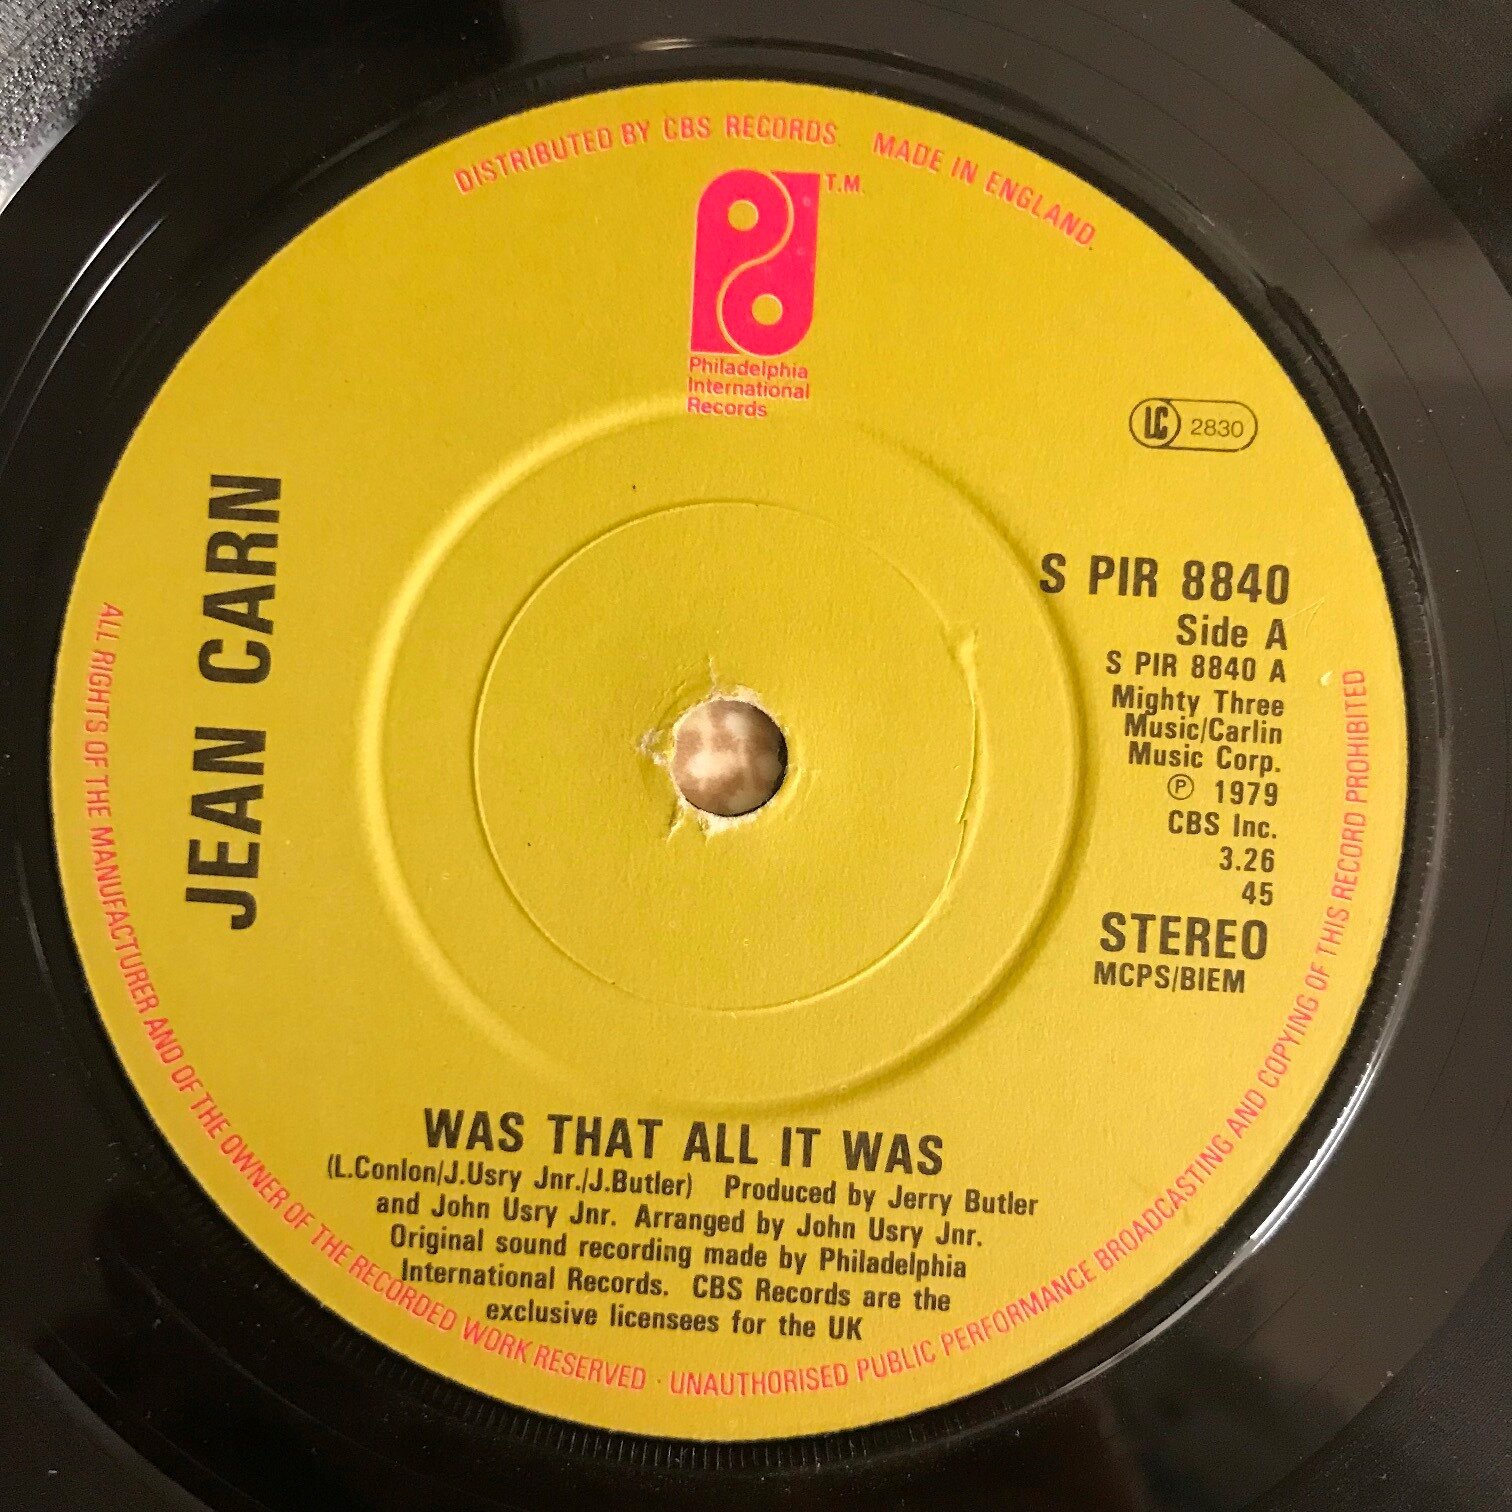 DISTRIBUTED BY CBS RECORDS. MADE IN ENGLAND.
T.M.
Philadelphia
International
Records
LC 2830
JEAN CARN
S PIR 8840
Side A
S PIR 8840 A
Mighty Three
Music/Carlin
Music Corp.
Ⓟ 1979
CBS Inc.
3.26
45
STEREO
MCPS/BIEM
WAS THAT ALL IT WAS
(L.Conlon/J.Usry Jnr./J.Butler) Produced by Jerry Butler
and John Usry Jnr. Arranged by John Usry Jnr.
Original sound recording made by Philadelphia
International Records. CBS Records are the
exclusive licensees for the UK
ALL RIGHTS OF THE MANUFACTURER AND OF THE OWNER OF THE RECORDED WORK RESERVED · UNAUTHORISED PUBLIC PERFORMANCE BROADCASTING AND COPYING OF THIS RECORD PROHIBITED